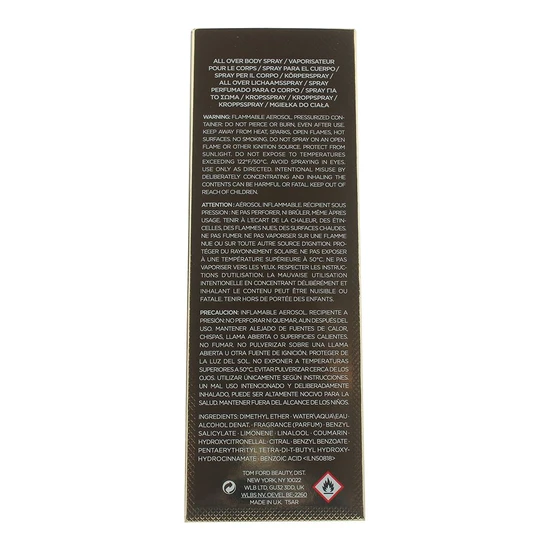 ALL OVER BODY SPRAY / VAPORISATEUR
POUR LE CORPS / SPRAY PARA EL CUERPO /
SPRAY PER IL CORPO / KÖRPERSPRAY /
ALL OVER LICHAAMSSPRAY / SPRAY
PERFUMADO PARA O CORPO / ΣΠΡΕΪ ΓΙΑ
ΤΟ ΣΩΜΑ / KROPSSPRAY / KROPPSPRAY /
KROPPSSPRAY / MGIEŁKA DO CIAŁA
WARNING: FLAMMABLE AEROSOL. PRESSURIZED CON-
TAINER: DO NOT PIERCE OR BURN, EVEN AFTER USE.
KEEP AWAY FROM HEAT, SPARKS, OPEN FLAMES, HOT
SURFACES. NO SMOKING. DO NOT SPRAY ON AN OPEN
FLAME OR OTHER IGNITION SOURCE. PROTECT FROM
SUNLIGHT. DO NOT EXPOSE TO TEMPERATURES
EXCEEDING 122°F/50°C. AVOID SPRAYING IN EYES.
USE ONLY AS DIRECTED. INTENTIONAL MISUSE BY
DELIBERATELY CONCENTRATING AND INHALING THE
CONTENTS CAN BE HARMFUL OR FATAL. KEEP OUT OF
REACH OF CHILDREN.
ATTENTION : AÉROSOL INFLAMMABLE. RÉCIPIENT SOUS
PRESSION : NE PAS PERFORER, NI BRÛLER, MÊME APRÈS
USAGE. TENIR À L'ÉCART DE LA CHALEUR, DES ÉTIN-
CELLES, DES FLAMMES NUES, DES SURFACES CHAUDES.
NE PAS FUMER. NE PAS VAPORISER SUR UNE FLAMME
NUE OU SUR TOUTE AUTRE SOURCE D'IGNITION. PRO-
TÉGER DU RAYONNEMENT SOLAIRE. NE PAS EXPOSER
À UNE TEMPÉRATURE SUPÉRIEURE À 50°C. NE PAS
VAPORISER VERS LES YEUX. RESPECTER LES INSTRUC-
TIONS D'UTILISATION. LA MAUVAISE UTILISATION
INTENTIONNELLE EN CONCENTRANT DÉLIBÉRÉMENT ET
INHALANT LE CONTENU PEUT ÊTRE NUISIBLE OU
FATALE. TENIR HORS DE PORTÉE DES ENFANTS.
PRECAUCION: INFLAMABLE AEROSOL. RECIPIENTE A
PRESIÓN: NO PERFORAR NI QUEMAR, AUN DESPUÉS DEL
USO. MANTENER ALEJADO DE FUENTES DE CALOR,
CHISPAS, LLAMA ABIERTA O SUPERFICIES CALIENTES.
NO FUMAR. NO PULVERIZAR SOBRE UNA LLAMA
ABIERTA U OTRA FUENTE DE IGNICIÓN. PROTEGER DE
LA LUZ DEL SOL. NO EXPONER A TEMPERATURAS
SUPERIORES A 50°C. EVITAR PULVERIZAR CERCA DE LOS
OJOS. UTILIZAR ÚNICAMENTE SEGÚN INSTRUCCIONES.
UN MAL USO INTENCIONADO Y DELIBERADAMENTE
INHALADO, PUEDE SER ALTAMENTE NOCIVO PARA LA
SALUD. MANTENER FUERA DEL ALCANCE DE LOS NIÑOS.
INGREDIENTS: DIMETHYL ETHER • WATER\AQUA\EAU •
ALCOHOL DENAT. • FRAGRANCE (PARFUM) • BENZYL
SALICYLATE • LIMONENE • LINALOOL • COUMARIN •
HYDROXYCITRONELLAL • CITRAL • BENZYL BENZOATE •
PENTAERYTHRITYL TETRA-DI-T-BUTYL HYDROXY-
HYDROCINNAMATE • BENZOIC ACID <ILN50818>
TOM FORD BEAUTY, DIST.
NEW YORK, NY 10022
WLB LTD, GU32 3DD, UK
WLBS NV, OEVEL BE-2260
MADE IN U.K. T5AR